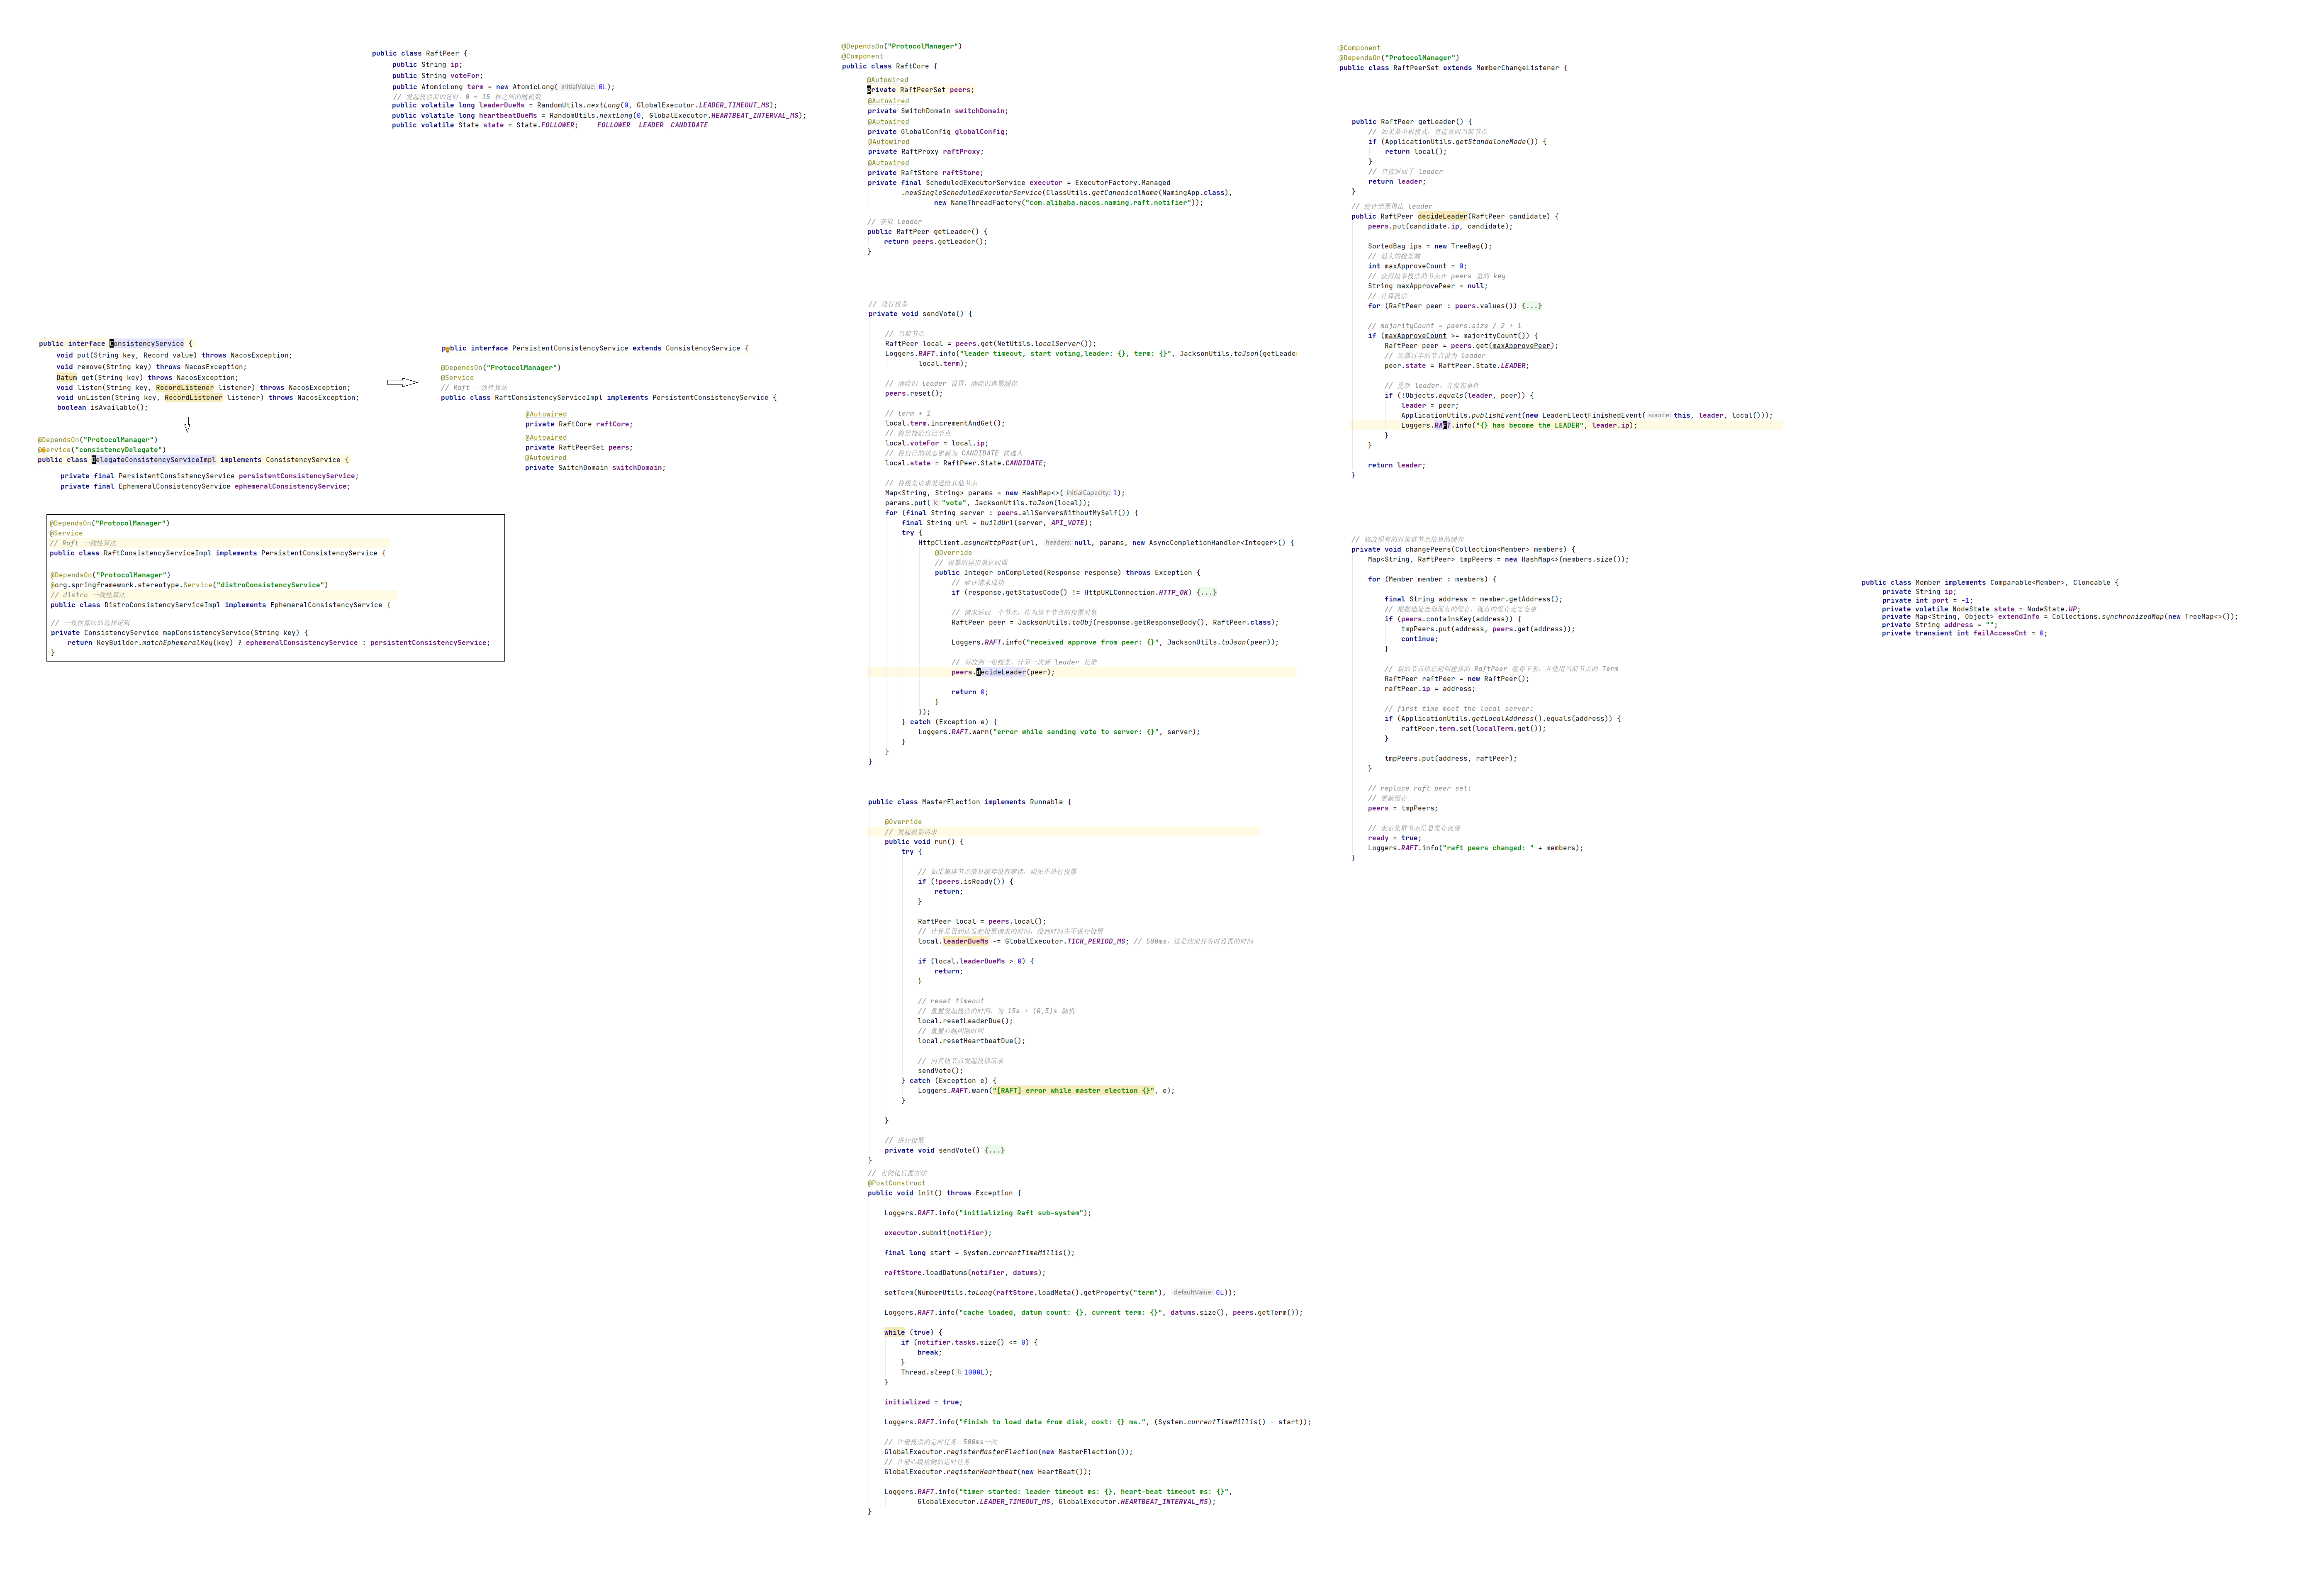 public class RaftPeer {
public String ip;
public String voteFor;
public AtomicLong term = new AtomicLong( initialValue: 0L);
// 发起投票前的延时，0 ~ 15 秒之间的随机数
public volatile long leaderDueMs = RandomUtils.nextLong(0, GlobalExecutor.LEADER_TIMEOUT_MS);
public volatile long heartbeatDueMs = RandomUtils.nextLong(0, GlobalExecutor.HEARTBEAT_INTERVAL_MS);
public volatile State state = State.FOLLOWER; FOLLOWER LEADER CANDIDATE
public interface ConsistencyService {
void put(String key, Record value) throws NacosException;
void remove(String key) throws NacosException;
Datum get(String key) throws NacosException;
void listen(String key, RecordListener listener) throws NacosException;
void unListen(String key, RecordListener listener) throws NacosException;
boolean isAvailable();
@DependsOn("ProtocolManager")
@Service("consistencyDelegate")
public class DelegateConsistencyServiceImpl implements ConsistencyService {
private final PersistentConsistencyService persistentConsistencyService;
private final EphemeralConsistencyService ephemeralConsistencyService;
@DependsOn("ProtocolManager")
@Service
// Raft 一致性算法
public class RaftConsistencyServiceImpl implements PersistentConsistencyService {
@DependsOn("ProtocolManager")
@org.springframework.stereotype.Service("distroConsistencyService")
// distro 一致性算法
public class DistroConsistencyServiceImpl implements EphemeralConsistencyService {
// 一致性算法的选择逻辑
private ConsistencyService mapConsistencyService(String key) {
return KeyBuilder.matchEphemeralKey(key) ? ephemeralConsistencyService : persistentConsistencyService;
}
public interface PersistentConsistencyService extends ConsistencyService {
@DependsOn("ProtocolManager")
@Service
// Raft 一致性算法
public class RaftConsistencyServiceImpl implements PersistentConsistencyService {
@Autowired
private RaftCore raftCore;
@Autowired
private RaftPeerSet peers;
@Autowired
private SwitchDomain switchDomain;
@DependsOn("ProtocolManager")
@Component
public class RaftCore {
@Autowired
private RaftPeerSet peers;
@Autowired
private SwitchDomain switchDomain;
@Autowired
private GlobalConfig globalConfig;
@Autowired
private RaftProxy raftProxy;
@Autowired
private RaftStore raftStore;
private final ScheduledExecutorService executor = ExecutorFactory.Managed
.newSingleScheduledExecutorService(ClassUtils.getCanonicalName(NamingApp.class),
new NameThreadFactory("com.alibaba.nacos.naming.raft.notifier"));
// 获取 Leader
public RaftPeer getLeader() {
return peers.getLeader();
}
// 进行投票
private void sendVote() {
// 当前节点
RaftPeer local = peers.get(NetUtils.localServer());
Loggers.RAFT.info("leader timeout, start voting,leader: {}, term: {}", JacksonUtils.toJson(getLeader
local.term);
// 清除旧 leader 设置，清除旧选票缓存
peers.reset();
// term + 1
local.term.incrementAndGet();
// 将票投给自己节点
local.voteFor = local.ip;
// 将自己的状态更新为 CANDIDATE 候选人
local.state = RaftPeer.State.CANDIDATE;
// 将投票请求发送给其他节点
Map<String, String> params = new HashMap<>( initialCapacity: 1);
params.put( k: "vote", JacksonUtils.toJson(local));
for (final String server : peers.allServersWithoutMySelf()) {
final String url = buildUrl(server, API_VOTE);
try {
HttpClient.asyncHttpPost(url, headers: null, params, new AsyncCompletionHandler<Integer>() {
@Override
// 投票的异步消息回调
public Integer onCompleted(Response response) throws Exception {
// 验证请求成功
if (response.getStatusCode() != HttpURLConnection.HTTP_OK) {...}
// 请求返回一个节点，作为这个节点的投票对象
RaftPeer peer = JacksonUtils.toObj(response.getResponseBody(), RaftPeer.class);
Loggers.RAFT.info("received approve from peer: {}", JacksonUtils.toJson(peer));
// 每收到一份投票，计算一次新 leader 是谁
peers.decideLeader(peer);
return 0;
}
});
} catch (Exception e) {
Loggers.RAFT.warn("error while sending vote to server: {}", server);
}
}
}
public class MasterElection implements Runnable {
@Override
// 发起投票请求
public void run() {
try {
// 如果集群节点信息缓存没有就绪，则先不进行投票
if (!peers.isReady()) {
return;
}
RaftPeer local = peers.local();
// 计算是否到达发起投票请求的时间，没到时间先不进行投票
local.leaderDueMs -= GlobalExecutor.TICK_PERIOD_MS; // 500ms，这是注册任务时设置的时间
if (local.leaderDueMs > 0) {
return;
}
// reset timeout
// 重置发起投票的时间，为 15s + (0,5)s 随机
local.resetLeaderDue();
// 重置心跳间隔时间
local.resetHeartbeatDue();
// 向其他节点发起投票请求
sendVote();
} catch (Exception e) {
Loggers.RAFT.warn("[RAFT] error while master election {}", e);
}
}
// 进行投票
private void sendVote() {...}
}
// 实例化后置方法
@PostConstruct
public void init() throws Exception {
Loggers.RAFT.info("initializing Raft sub-system");
executor.submit(notifier);
final long start = System.currentTimeMillis();
raftStore.loadDatums(notifier, datums);
setTerm(NumberUtils.toLong(raftStore.loadMeta().getProperty("term"), defaultValue: 0L));
Loggers.RAFT.info("cache loaded, datum count: {}, current term: {}", datums.size(), peers.getTerm());
while (true) {
if (notifier.tasks.size() <= 0) {
break;
}
Thread.sleep( l: 1000L);
}
initialized = true;
Loggers.RAFT.info("finish to load data from disk, cost: {} ms.", (System.currentTimeMillis() - start));
// 注册投票的定时任务，500ms一次
GlobalExecutor.registerMasterElection(new MasterElection());
// 注册心跳检测的定时任务
GlobalExecutor.registerHeartbeat(new HeartBeat());
Loggers.RAFT.info("timer started: leader timeout ms: {}, heart-beat timeout ms: {}",
GlobalExecutor.LEADER_TIMEOUT_MS, GlobalExecutor.HEARTBEAT_INTERVAL_MS);
}
@Component
@DependsOn("ProtocolManager")
public class RaftPeerSet extends MemberChangeListener {
public RaftPeer getLeader() {
// 如果是单机模式，直接返回当前节点
if (ApplicationUtils.getStandaloneMode()) {
return local();
}
// 直接返回了 leader
return leader;
}
// 统计选票得出 leader
public RaftPeer decideLeader(RaftPeer candidate) {
peers.put(candidate.ip, candidate);
SortedBag ips = new TreeBag();
// 最大的投票数
int maxApproveCount = 0;
// 获得最多投票的节点在 peers 里的 key
String maxApprovePeer = null;
// 计算投票
for (RaftPeer peer : peers.values()) {...}
// majorityCount = peers.size / 2 + 1
if (maxApproveCount >= majorityCount()) {
RaftPeer peer = peers.get(maxApprovePeer);
// 选票过半的节点设为 leader
peer.state = RaftPeer.State.LEADER;
// 更新 leader，并发布事件
if (!Objects.equals(leader, peer)) {
leader = peer;
ApplicationUtils.publishEvent(new LeaderElectFinishedEvent( source: this, leader, local()));
Loggers.RAFT.info("{} has become the LEADER", leader.ip);
}
}
return leader;
}
// 修改现有的对集群节点信息的缓存
private void changePeers(Collection<Member> members) {
Map<String, RaftPeer> tmpPeers = new HashMap<>(members.size());
for (Member member : members) {
final String address = member.getAddress();
// 根据地址查询现有的缓存，现有的缓存无需变更
if (peers.containsKey(address)) {
tmpPeers.put(address, peers.get(address));
continue;
}
// 新的节点信息则创建新的 RaftPeer 缓存下来，并使用当前节点的 Term
RaftPeer raftPeer = new RaftPeer();
raftPeer.ip = address;
// first time meet the local server:
if (ApplicationUtils.getLocalAddress().equals(address)) {
raftPeer.term.set(localTerm.get());
}
tmpPeers.put(address, raftPeer);
}
// replace raft peer set:
// 更新缓存
peers = tmpPeers;
// 表示集群节点信息缓存就绪
ready = true;
Loggers.RAFT.info("raft peers changed: " + members);
}
public class Member implements Comparable<Member>, Cloneable {
private String ip;
private int port = -1;
private volatile NodeState state = NodeState.UP;
private Map<String, Object> extendInfo = Collections.synchronizedMap(new TreeMap<>());
private String address = "";
private transient int failAccessCnt = 0;